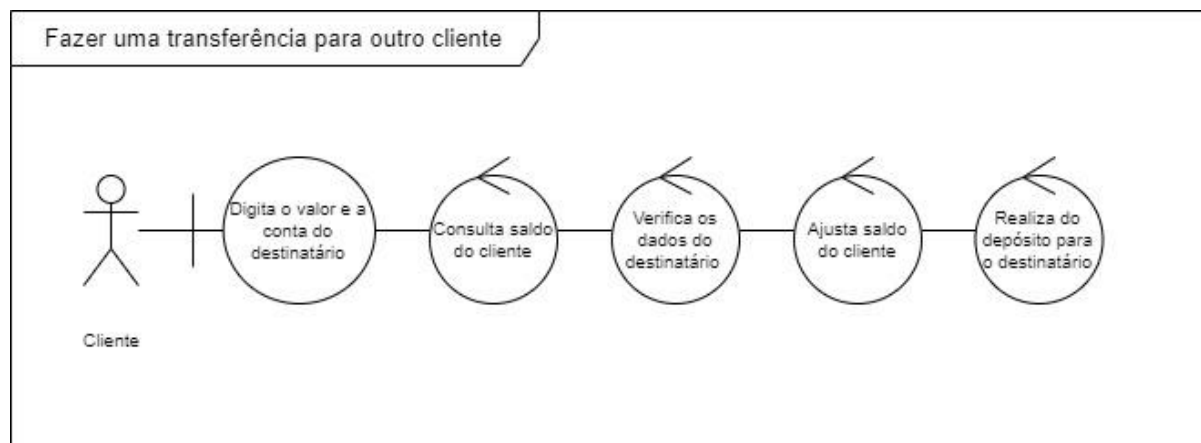 Fazer uma transferência para outro cliente
Digita o valor e a
conta do
destinatário
Consulta saldo
do cliente
Verifica os
dados do
destinatário
Ajusta saldo
do cliente
Realiza do
depósito para
o destinatário
Cliente